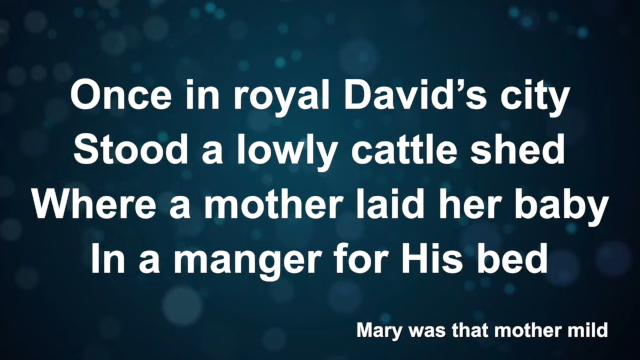 Once in royal David’s city
Stood a lowly cattle shed
Where a mother laid her baby
In a manger for His bed
Mary was that mother mild